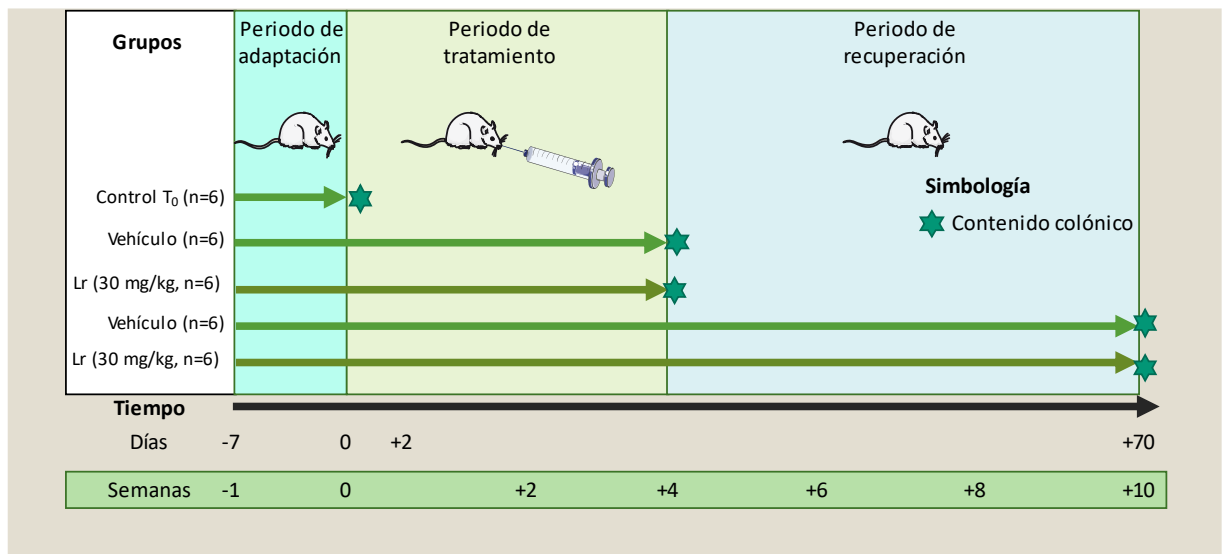 Grupos
Periodo de
adaptación
Periodo de
tratamiento
Periodo de
recuperación
Control T₀ (n=6)
Vehículo (n=6)
Lr (30 mg/kg, n=6)
Vehículo (n=6)
Lr (30 mg/kg, n=6)
Simbología
Contenido colónico
Tiempo
Días -7 0 +2 +70
Semanas -1 0 +2 +4 +6 +8 +10